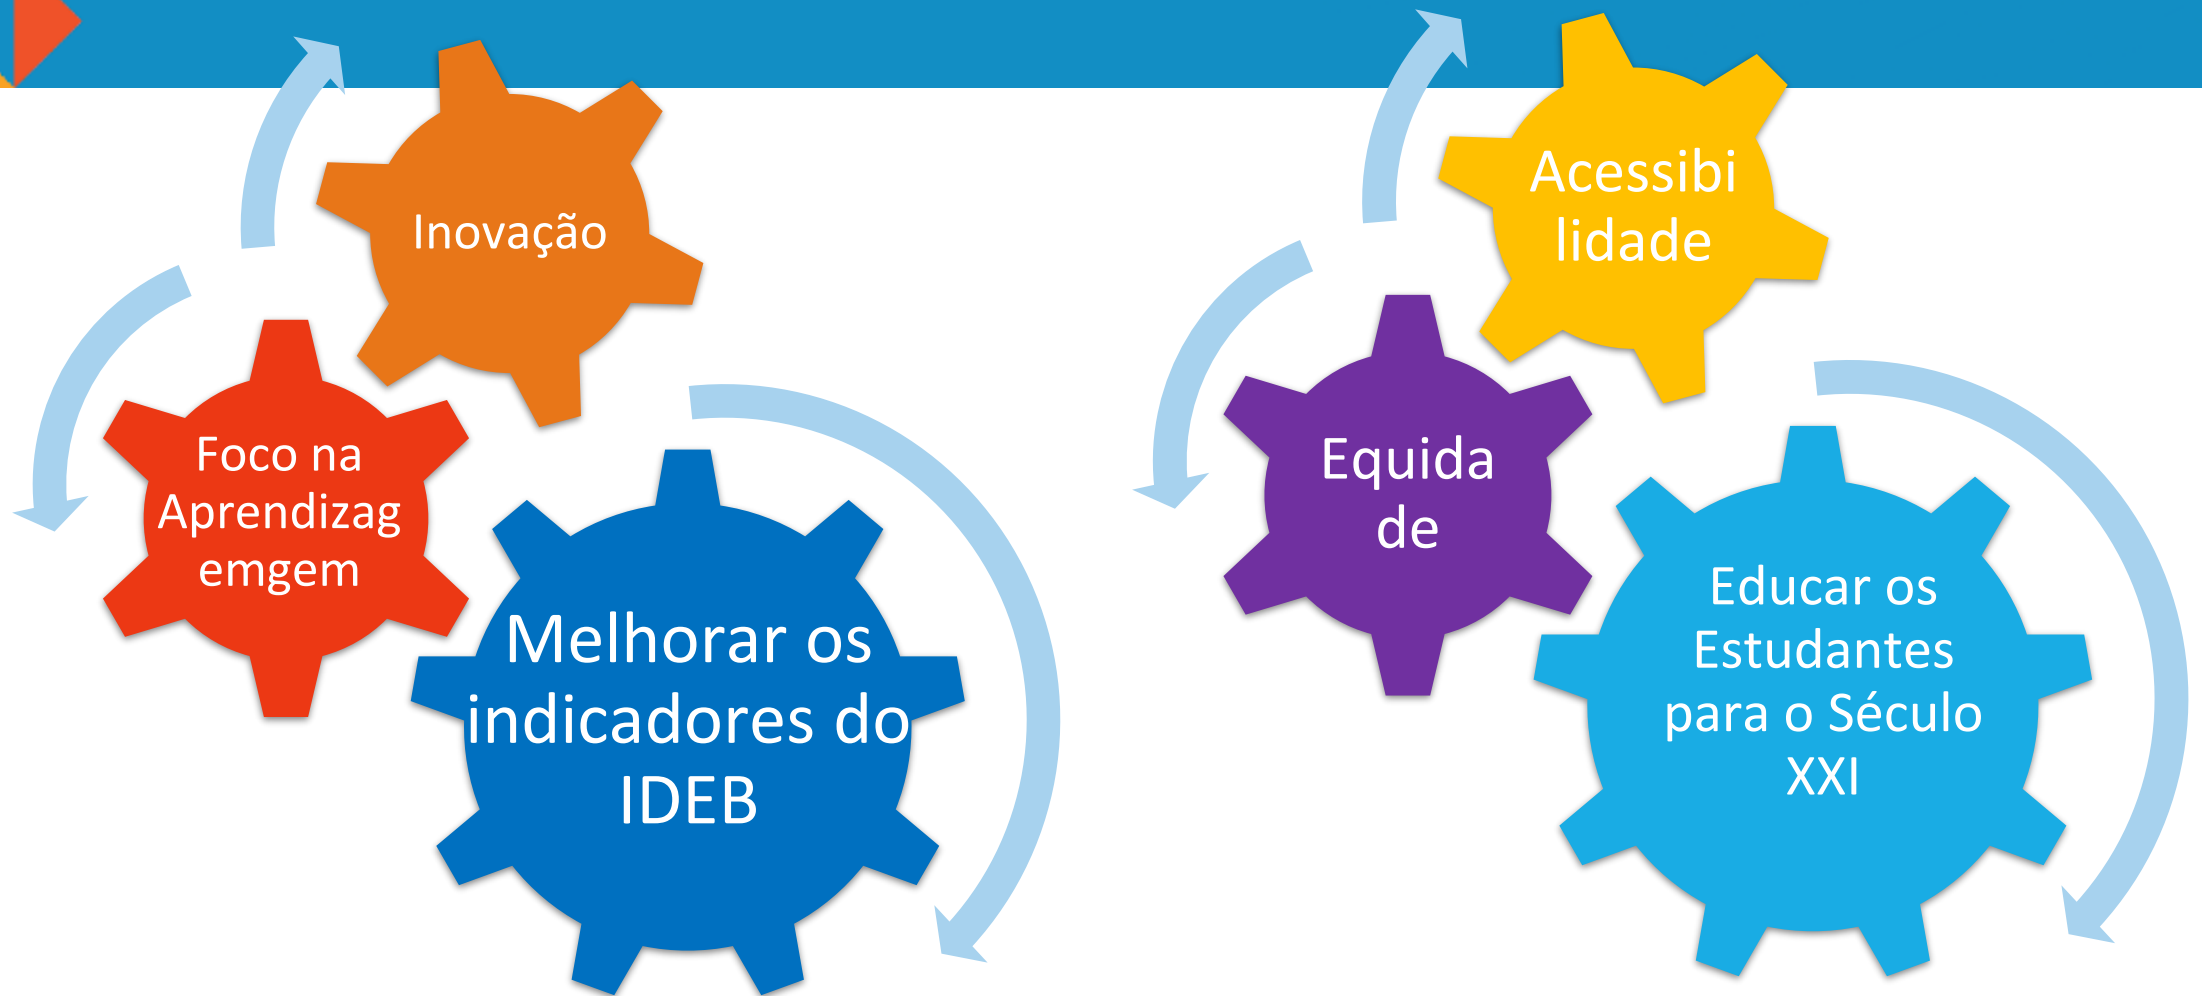 Inovação
Foco na
Aprendizag
emgem
Melhorar os
indicadores do
IDEB
Acessibi
lidade
Equida
de
Educar os
Estudantes
para o Século
XXI